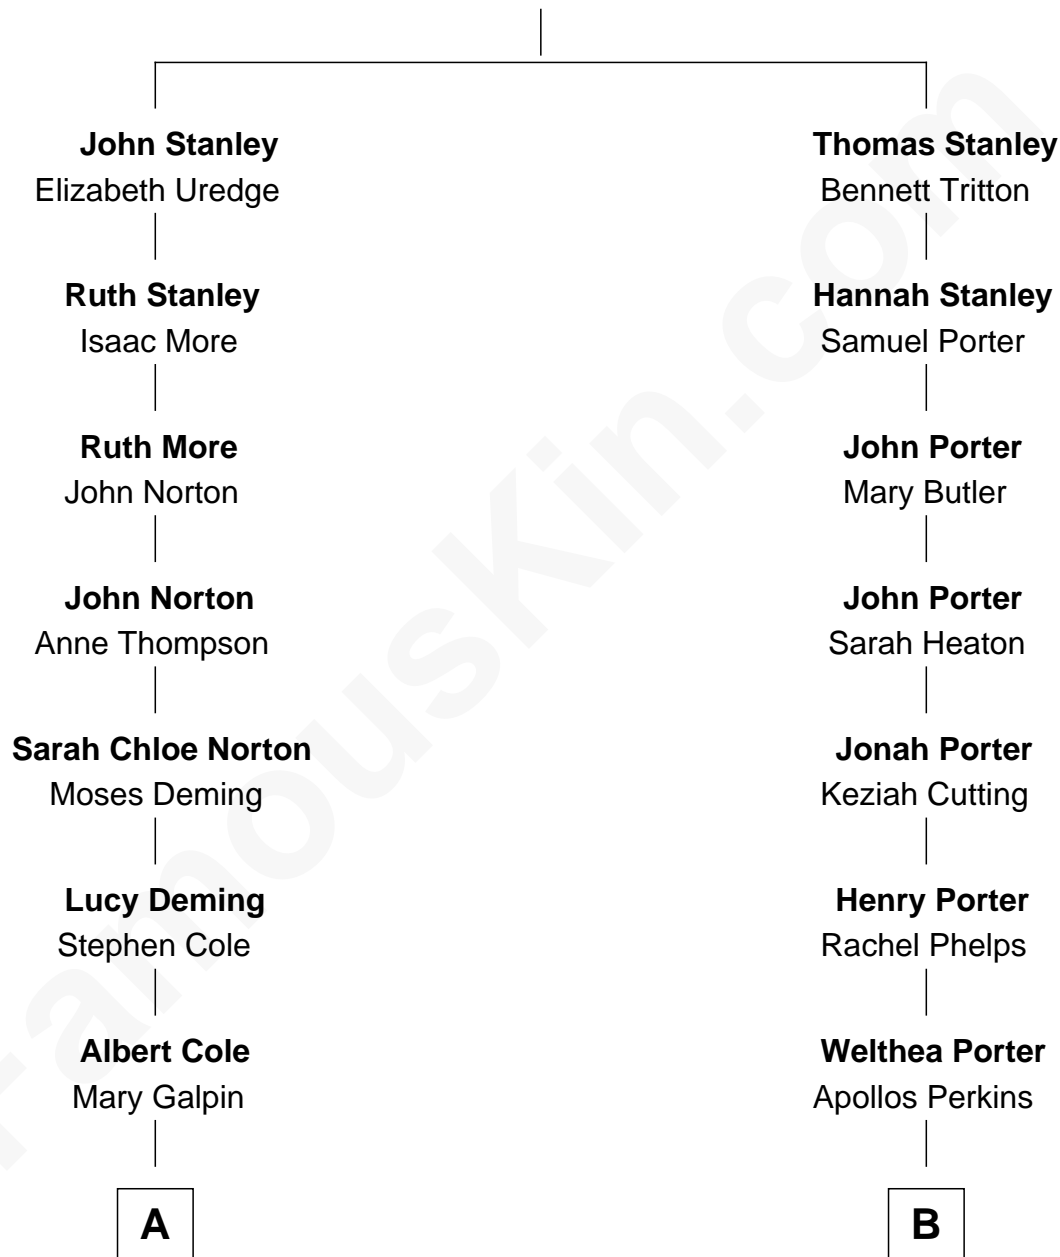 John Stanley
Elizabeth Uredge
Ruth Stanley
Isaac More
Ruth More
John Norton
John Norton
Anne Thompson
Sarah Chloe Norton
Moses Deming
Lucy Deming
Stephen Cole
Albert Cole
Mary Galpin
A
Thomas Stanley
Bennett Tritton
Hannah Stanley
Samuel Porter
John Porter
Mary Butler
John Porter
Sarah Heaton
Jonah Porter
Keziah Cutting
Henry Porter
Rachel Phelps
Welthea Porter
Apollos Perkins
B
FamousKin.com